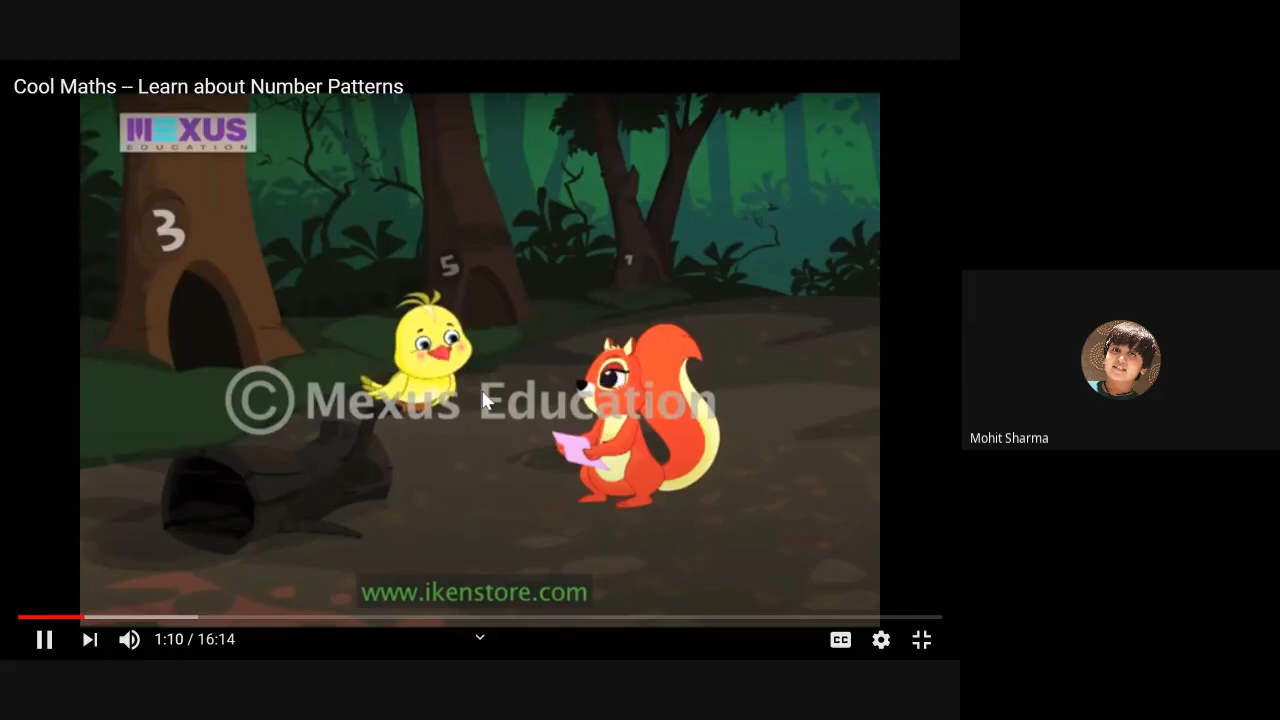 Cool Maths -- Learn about Number Patterns
MEXUS
EDUCATION
3
5
© Mexus Education
www.ikenstore.com
1:10 / 16:14
CC
Mohit Sharma